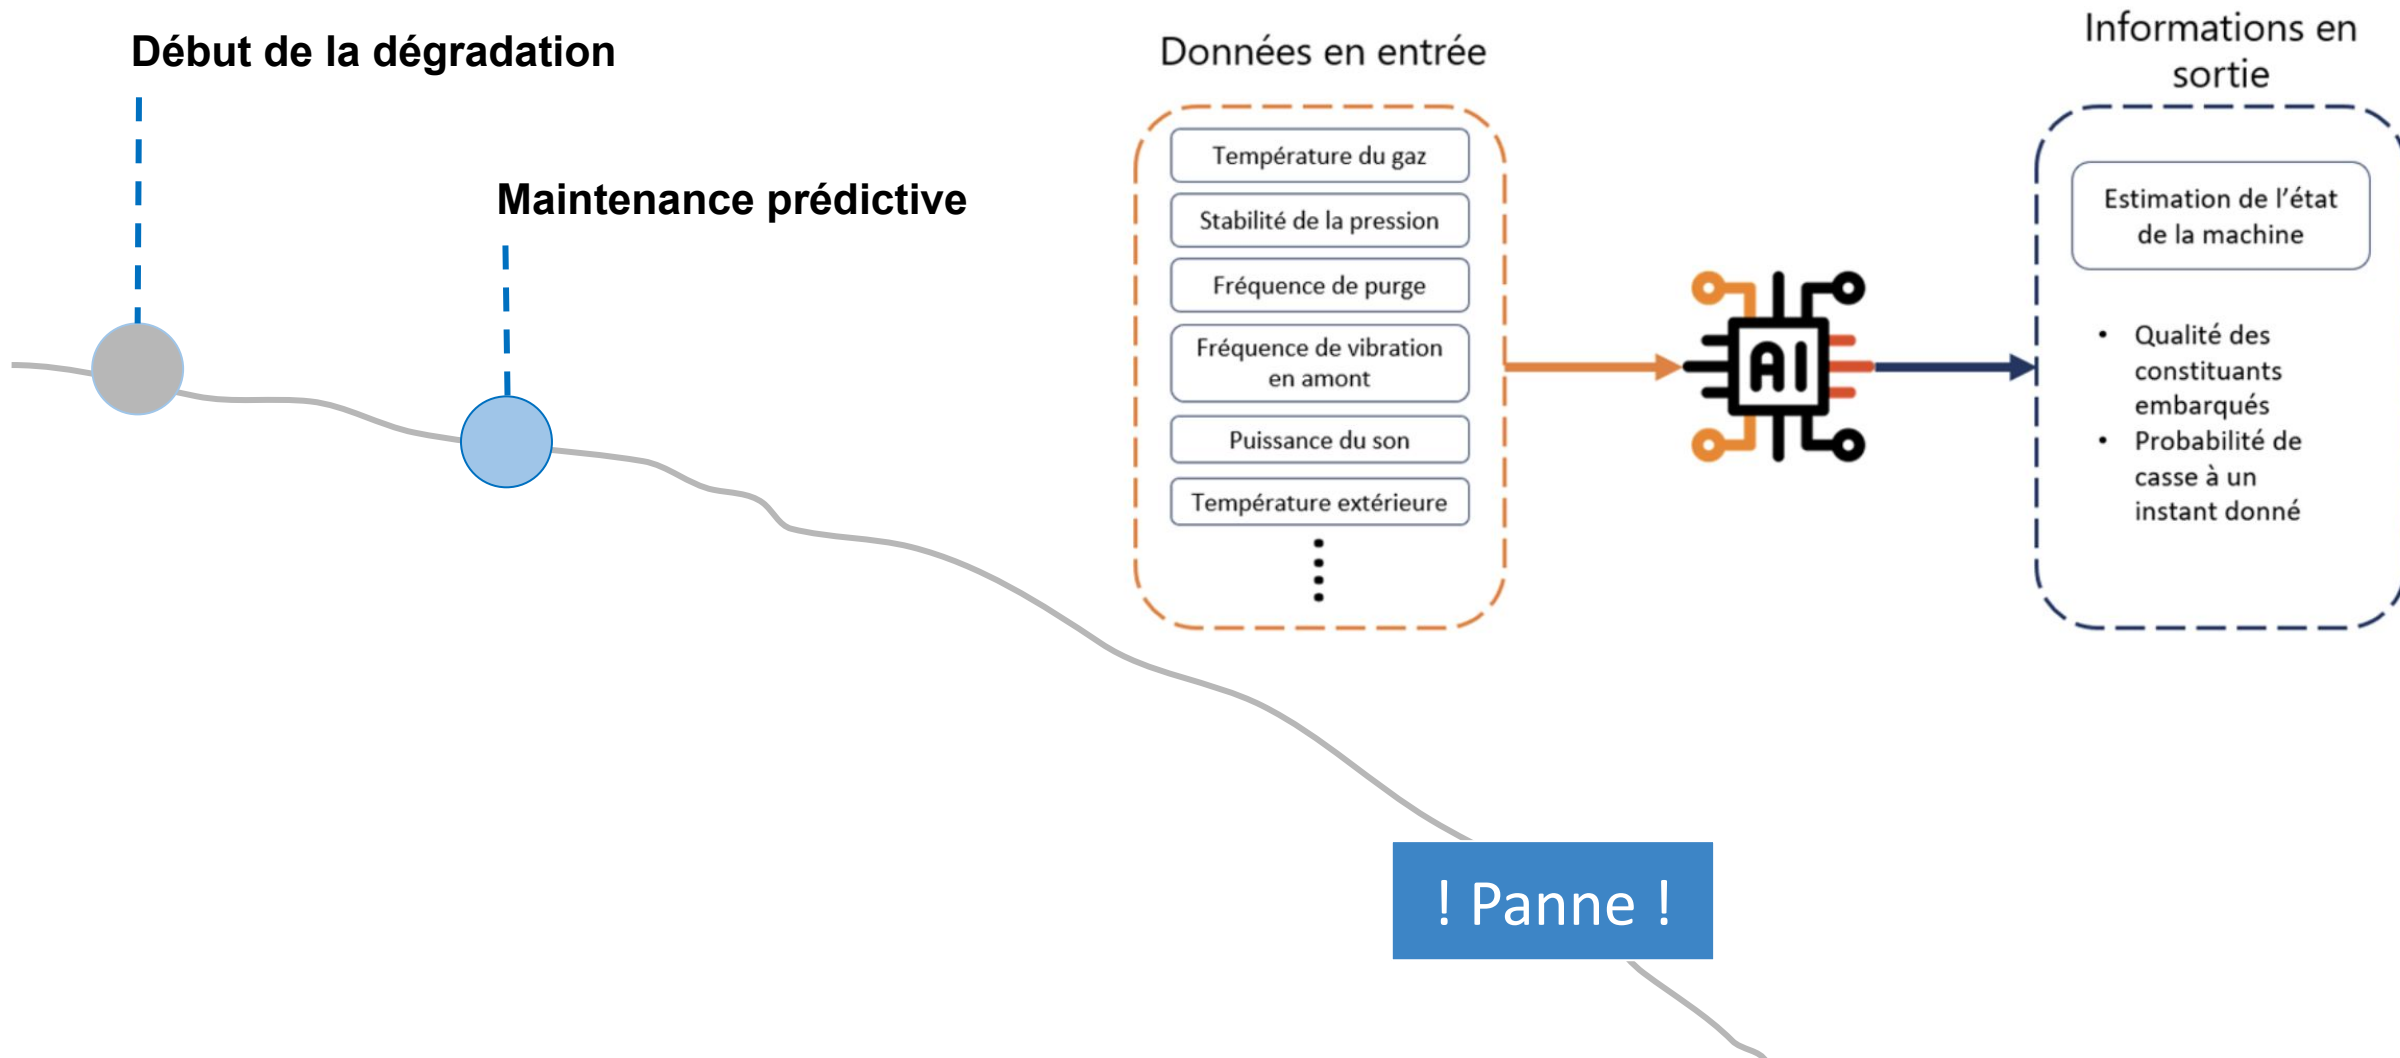 Début de la dégradation
Maintenance prédictive
Données en entrée
Température du gaz
Stabilité de la pression
Fréquence de purge
Fréquence de vibration
en amont
Puissance du son
Température extérieure
AI
Informations en
sortie
Estimation de l’état
de la machine
• Qualité des
constituants
embarqués
• Probabilité de
casse à un
instant donné
! Panne !